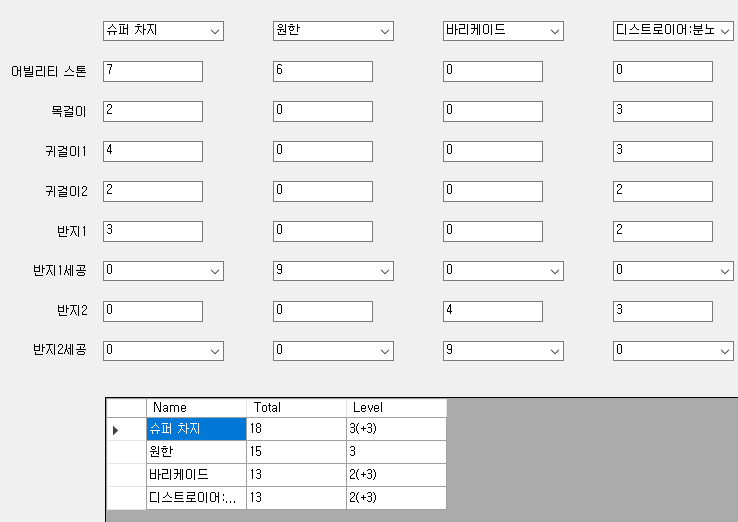 슈퍼 차지 원한 바리케이드 디스트로이어:분노
어빌리티 스톤 7 6 0 0
목걸이 2 0 0 3
귀걸이1 4 0 0 3
귀걸이2 2 0 0 2
반지1 3 0 0 2
반지1세공 0 9 0 0
반지2 0 0 4 3
반지2세공 0 0 9 0
Name Total Level
슈퍼 차지 18 3(+3)
원한 15 3
바리케이드 13 2(+3)
디스트로이어:... 13 2(+3)